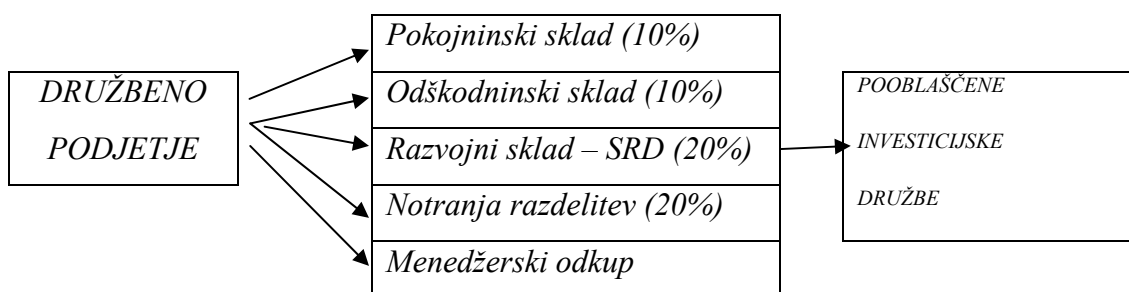 DRUŽBENO
PODJETJE
Pokojninski sklad (10%)
Odškodninski sklad (10%)
Razvojni sklad – SRD (20%)
Notranja razdelitev (20%)
Menedžerski odkup
POOBLAŠČENE
INVESTICIJSKE
DRUŽBE